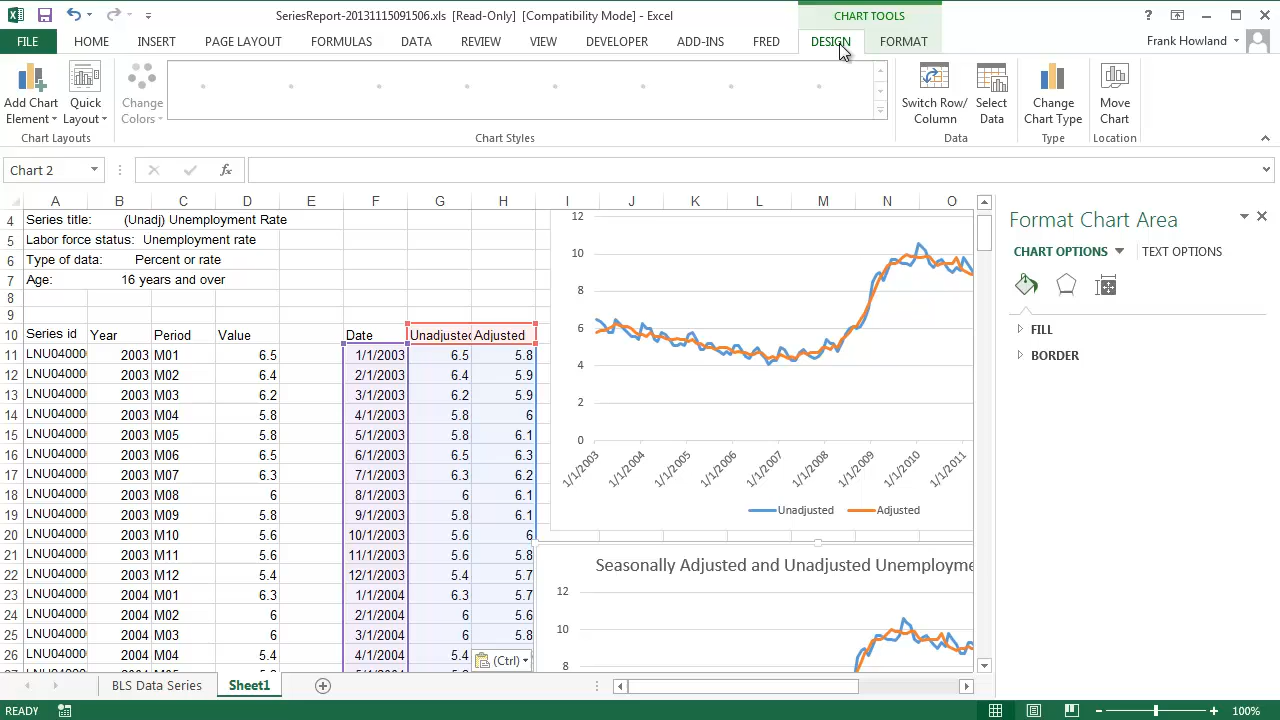 SeriesReport-20131115091506.xls [Read-Only] [Compatibility Mode] - Excel
CHART TOOLS
?
FILE HOME INSERT PAGE LAYOUT FORMULAS DATA REVIEW VIEW DEVELOPER ADD-INS FRED DESIGN FORMAT Frank Howland
Add Chart Element
Quick Layout
Change Colors
Switch Row/ Column
Select Data
Change Chart Type
Move Chart
Chart Layouts Chart Styles Data Type Location
Chart 2 fx
A B C D E F G H I J K L M N O
4 Series title: (Unadj) Unemployment Rate
5 Labor force status: Unemployment rate
6 Type of data: Percent or rate
7 Age: 16 years and over
8
9
10 Series id Year Period Value Date Unadjusted Adjusted
11 LNU04000 2003 M01 6.5 1/1/2003 6.5 5.8
12 LNU04000 2003 M02 6.4 2/1/2003 6.4 5.9
13 LNU04000 2003 M03 6.2 3/1/2003 6.2 5.9
14 LNU04000 2003 M04 5.8 4/1/2003 5.8 6
15 LNU04000 2003 M05 5.8 5/1/2003 5.8 6.1
16 LNU04000 2003 M06 6.5 6/1/2003 6.5 6.3
17 LNU04000 2003 M07 6.3 7/1/2003 6.3 6.2
18 LNU04000 2003 M08 6 8/1/2003 6 6.1
19 LNU04000 2003 M09 5.8 9/1/2003 5.8 6.1
20 LNU04000 2003 M10 5.6 10/1/2003 5.6 6
21 LNU04000 2003 M11 5.6 11/1/2003 5.6 5.8
22 LNU04000 2003 M12 5.4 12/1/2003 5.4 5.7
23 LNU04000 2004 M01 6.3 1/1/2004 6.3 5.7
24 LNU04000 2004 M02 6 2/1/2004 6 5.6
25 LNU04000 2004 M03 6 3/1/2004 6 5.8
26 LNU04000 2004 M04 5.4 4/1/2004 5.4
(Ctrl)
12
10
8
6
4
2
0
1/1/2003 1/1/2004 1/1/2005 1/1/2006 1/1/2007 1/1/2008 1/1/2009 1/1/2010 1/1/2011
Unadjusted Adjusted
Seasonally Adjusted and Unadjusted Unemployme
12
10
8
Format Chart Area
CHART OPTIONS TEXT OPTIONS
FILL
BORDER
BLS Data Series Sheet1
READY 100%